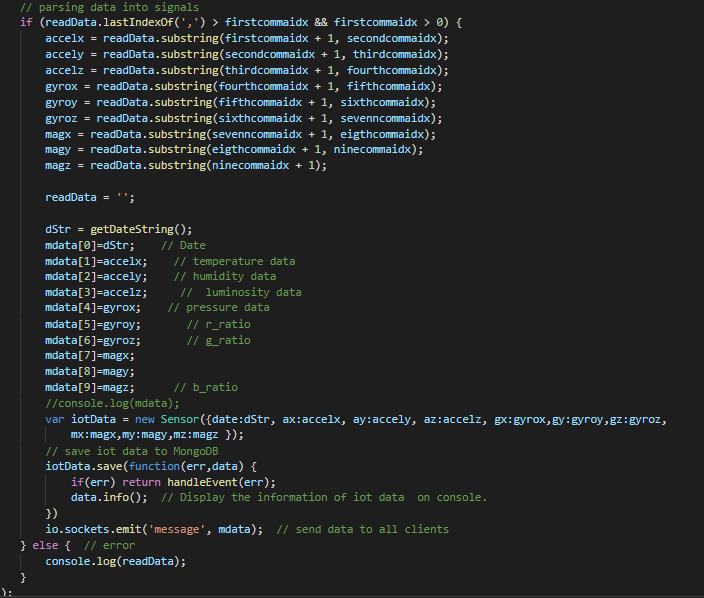 // parsing data into signals
if (readData.lastIndexOf(',') > firstcommaidx && firstcommaidx > 0) {
accelx = readData.substring(firstcommaidx + 1, secondcommaidx);
accely = readData.substring(secondcommaidx + 1, thirdcommaidx);
accelz = readData.substring(thirdcommaidx + 1, fourthcommaidx);
gyrox = readData.substring(fourthcommaidx + 1, fifthcommaidx);
gyroy = readData.substring(fifthcommaidx + 1, sixthcommaidx);
gyroz = readData.substring(sixthcommaidx + 1, sevenncommaidx);
magx = readData.substring(sevenncommaidx + 1, eigthcommaidx);
magy = readData.substring(eigthcommaidx + 1, ninecommaidx);
magz = readData.substring(ninecommaidx + 1);
readData = '';
dStr = getDateString();
mdata[0]=dStr;    // Date
mdata[1]=accelx;    // temperature data
mdata[2]=accely;    // humidity data
mdata[3]=accelz;     //  luminosity data
mdata[4]=gyrox;    // pressure data
mdata[5]=gyroy;       // r_ratio
mdata[6]=gyroz;       // g_ratio
mdata[7]=magx;
mdata[8]=magy;
mdata[9]=magz;      // b_ratio
//console.log(mdata);
var iotData = new Sensor({date:dStr, ax:accelx, ay:accely, az:accelz, gx:gyrox,gy:gyroy,gz:gyroz,
mx:magx,my:magy,mz:magz });
// save iot data to MongoDB
iotData.save(function(err,data) {
if(err) return handleEvent(err);
data.info();  // Display the information of iot data  on console.
})
io.sockets.emit('message', mdata);  // send data to all clients
} else {  // error
console.log(readData);
}
);